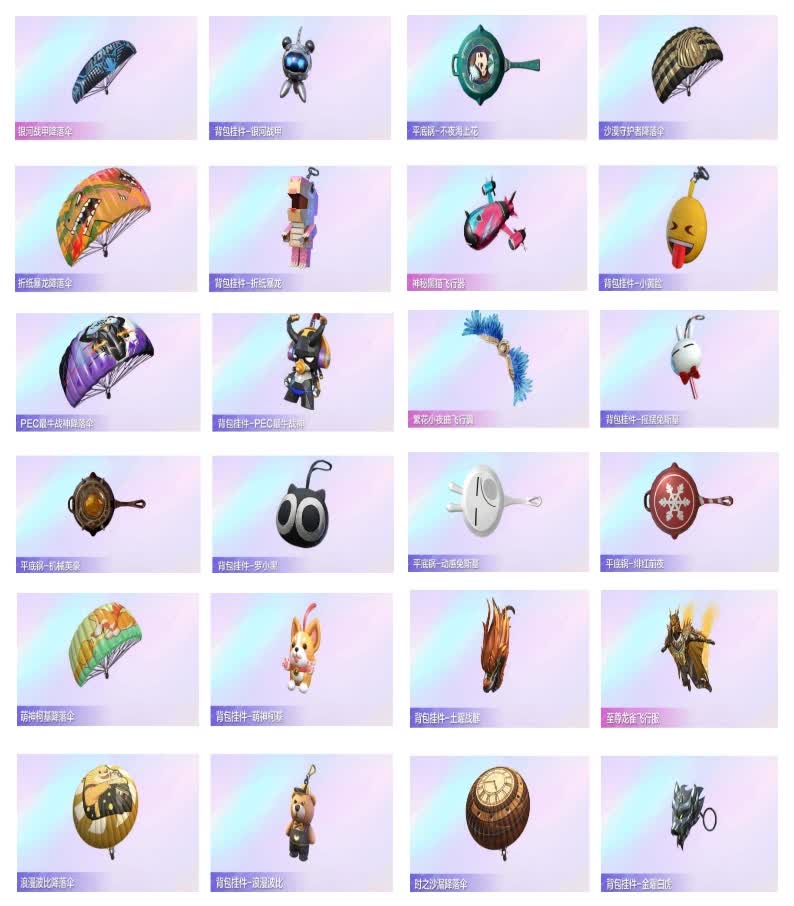 银河战甲降落伞
背包挂件-银河战甲
平底锅-不夜海上花
沙漠守护者降落伞
折纸暴龙降落伞
背包挂件-折纸暴龙
神秘黑猫飞行器
背包挂件-小黄脸
PEC最牛战神降落伞
背包挂件-PEC最牛战神
繁花小夜曲飞行翼
背包挂件-摇摆兔斯基
平底锅-机械英豪
背包挂件-罗小黑
平底锅-动感兔斯基
平底锅-绯红前夜
萌神柯基降落伞
背包挂件-萌神柯基
背包挂件-土耀战麒
至尊龙雀飞行服
浪漫波比降落伞
背包挂件-浪漫波比
时之沙漏降落伞
背包挂件-金耀白虎